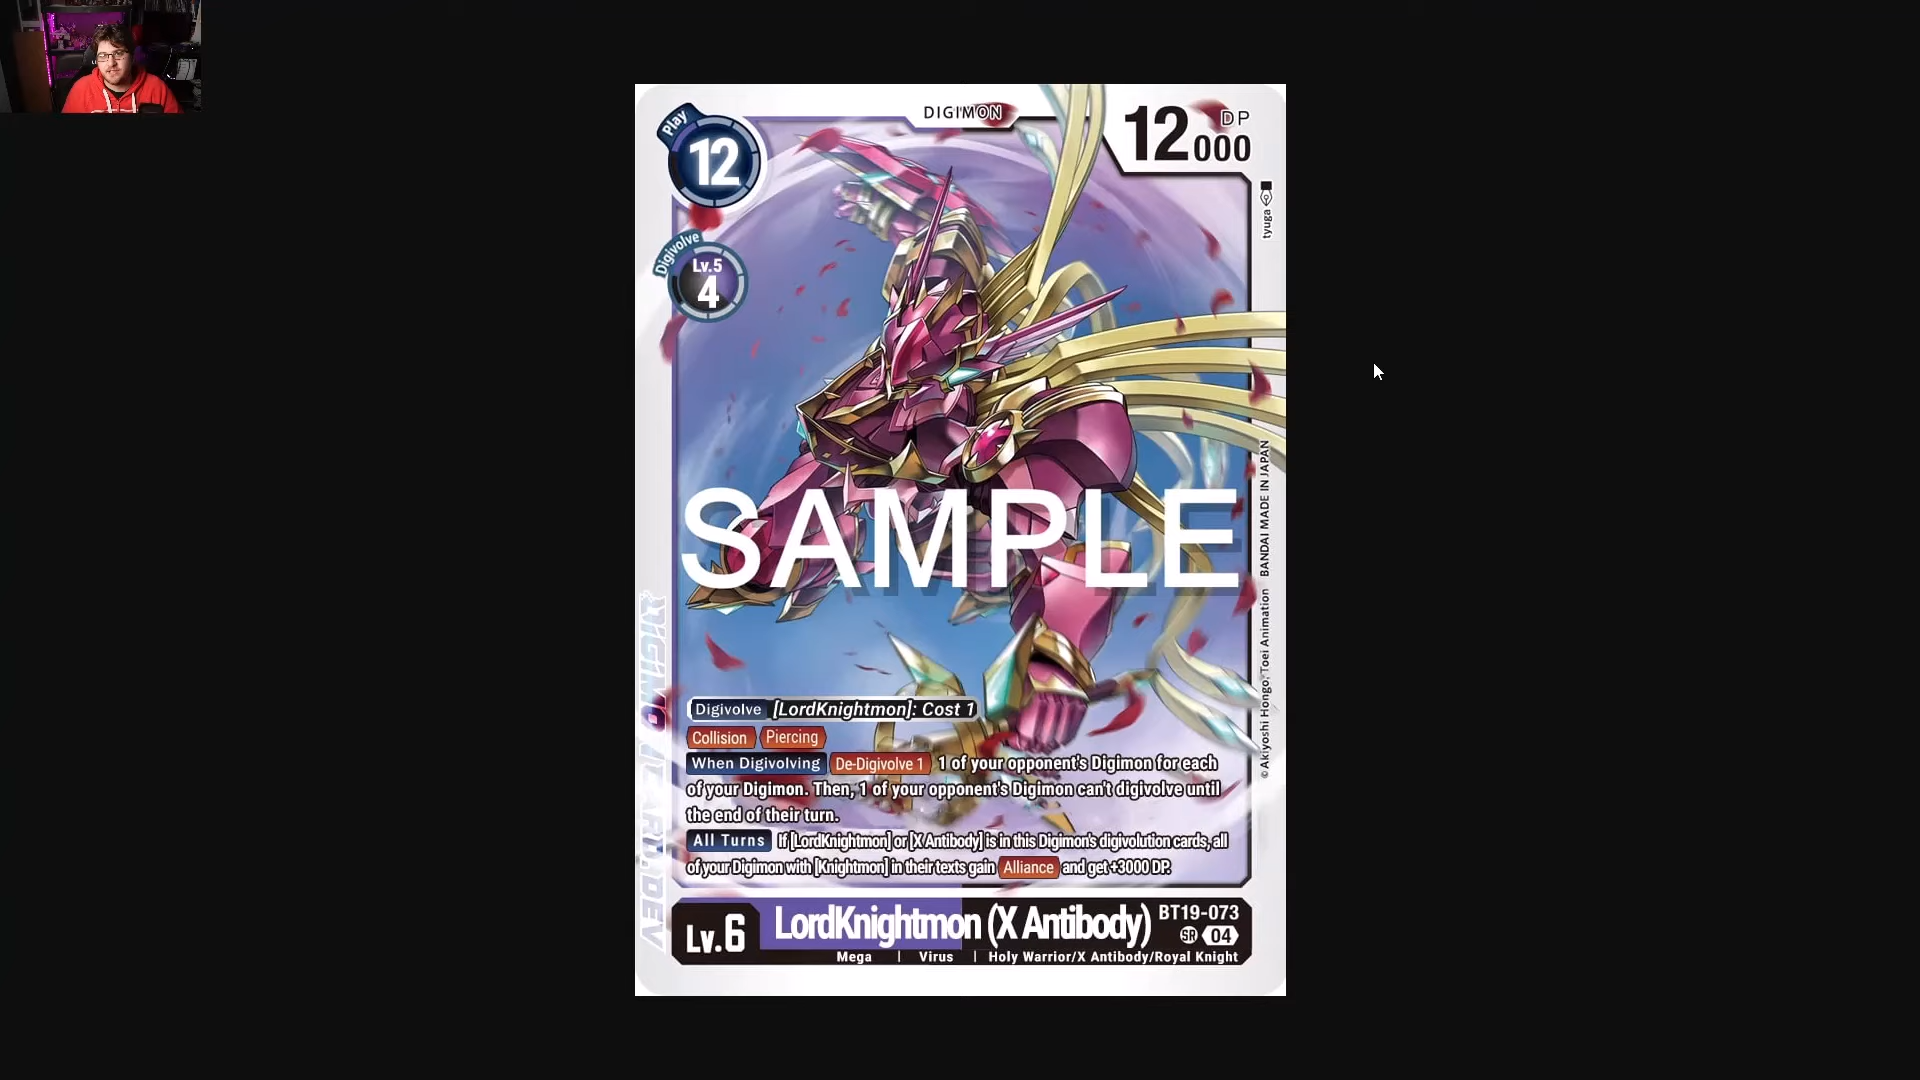 DIGIMON
Play
12
12000
DP
Digivolve
Lv.5
4
tyuga
SAMPLE
BANDAI MADE IN JAPAN
©Akiyoshi Hongo, Toei Animation
Digivolve [LordKnightmon]: Cost 1
Collision Piercing
When Digivolving De-Digivolve 1 1 of your opponent's Digimon for each
of your Digimon. Then, 1 of your opponent's Digimon can't digivolve until
the end of their turn.
All Turns If [LordKnightmon] or [X Antibody] is in this Digimon's digivolution cards, all
of your Digimon with [Knightmon] in their texts gain Alliance and get +3000 DP.
Lv.6 LordKnightmon (X Antibody) BT19-073
SR 04
Mega | Virus | Holy Warrior/X Antibody/Royal Knight